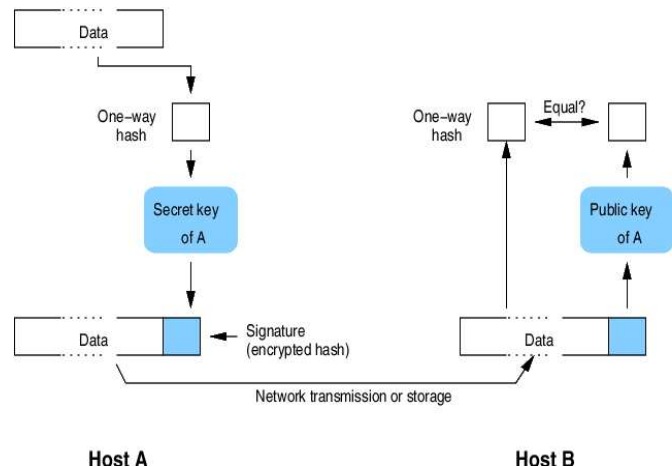 Data
One-way
hash
Secret key
of A
Data
Signature
(encrypted hash)
Network transmission or storage
Host A
One-way
hash
Equal?
Public key
of A
Data
Host B